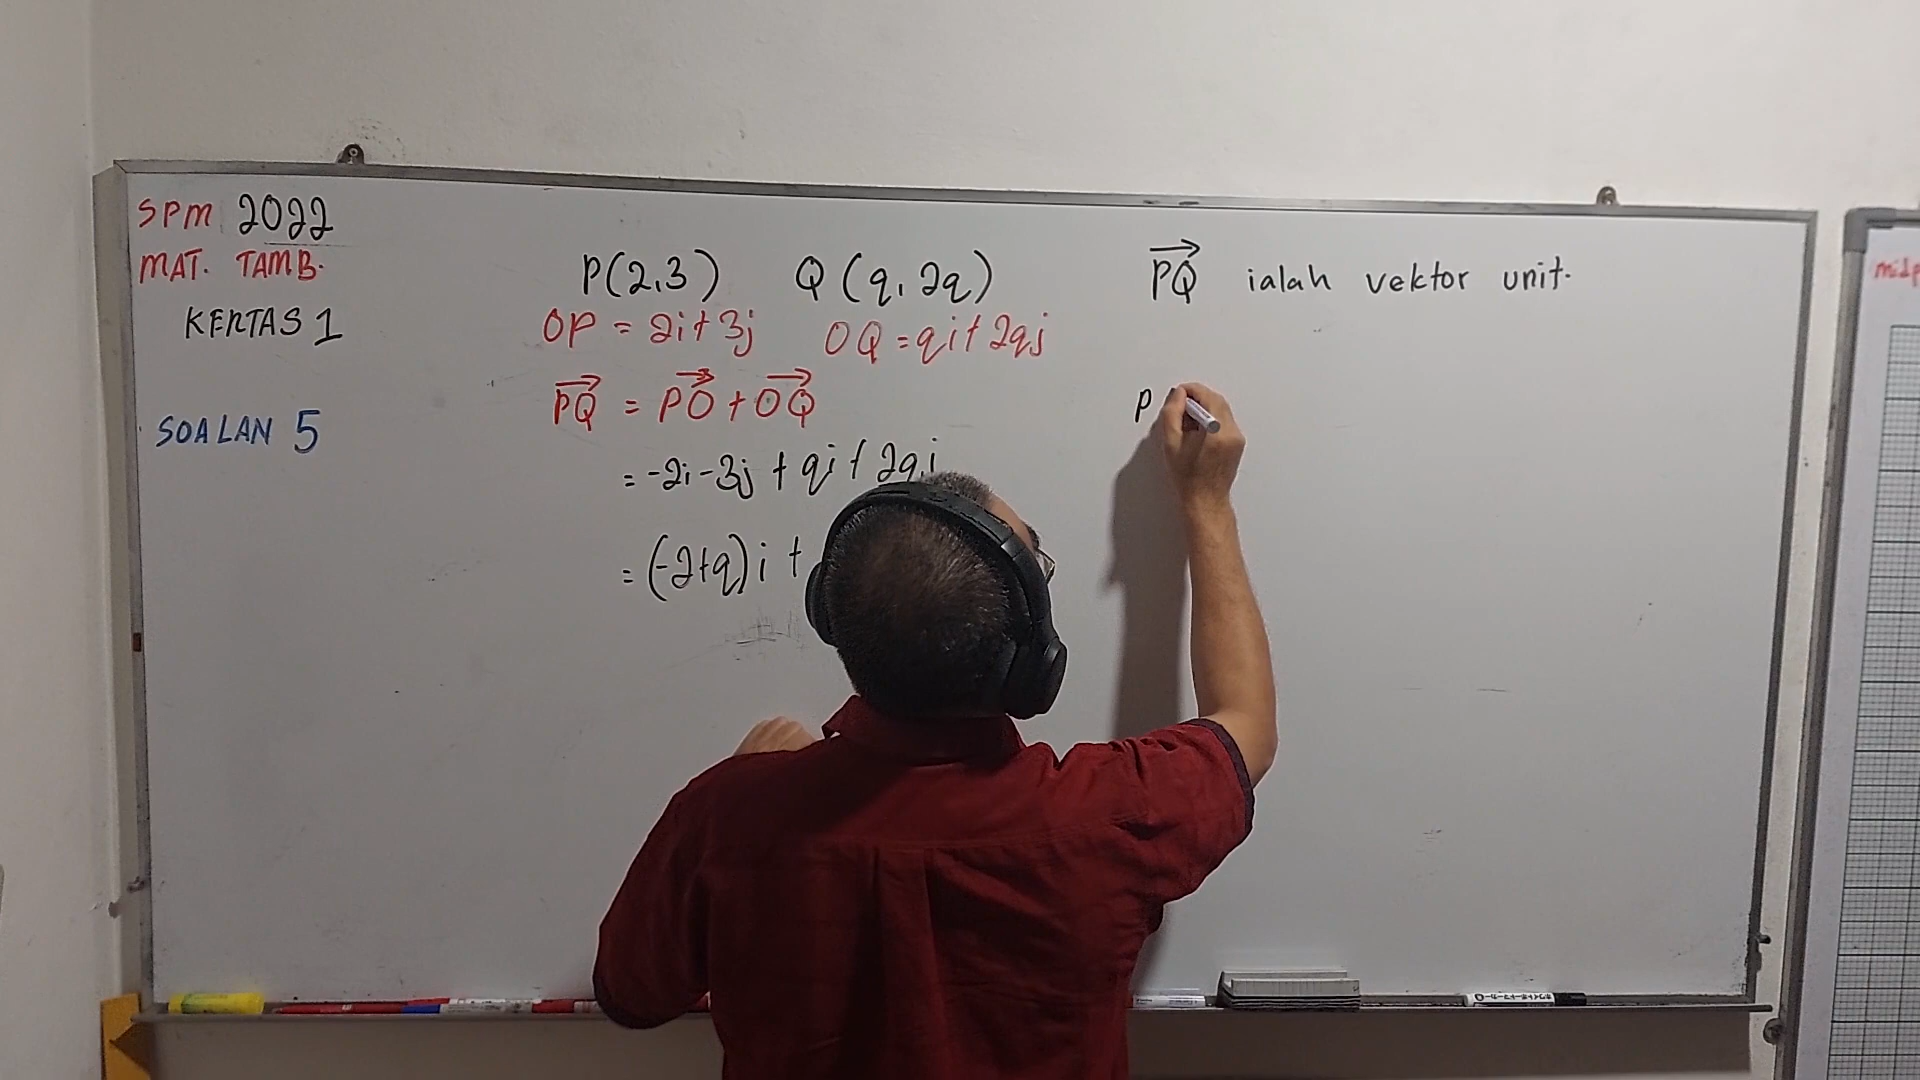 SPM 2022
MAT. TAMB.
KERTAS 1
SOALAN 5
P(2,3) Q(q, 2q)
OP = 2i + 3j OQ = qi + 2qj
PQ = PO + OQ
= -2i - 3j + qi + 2qj
= (-2+q)i +
PQ ialah vektor unit.
P